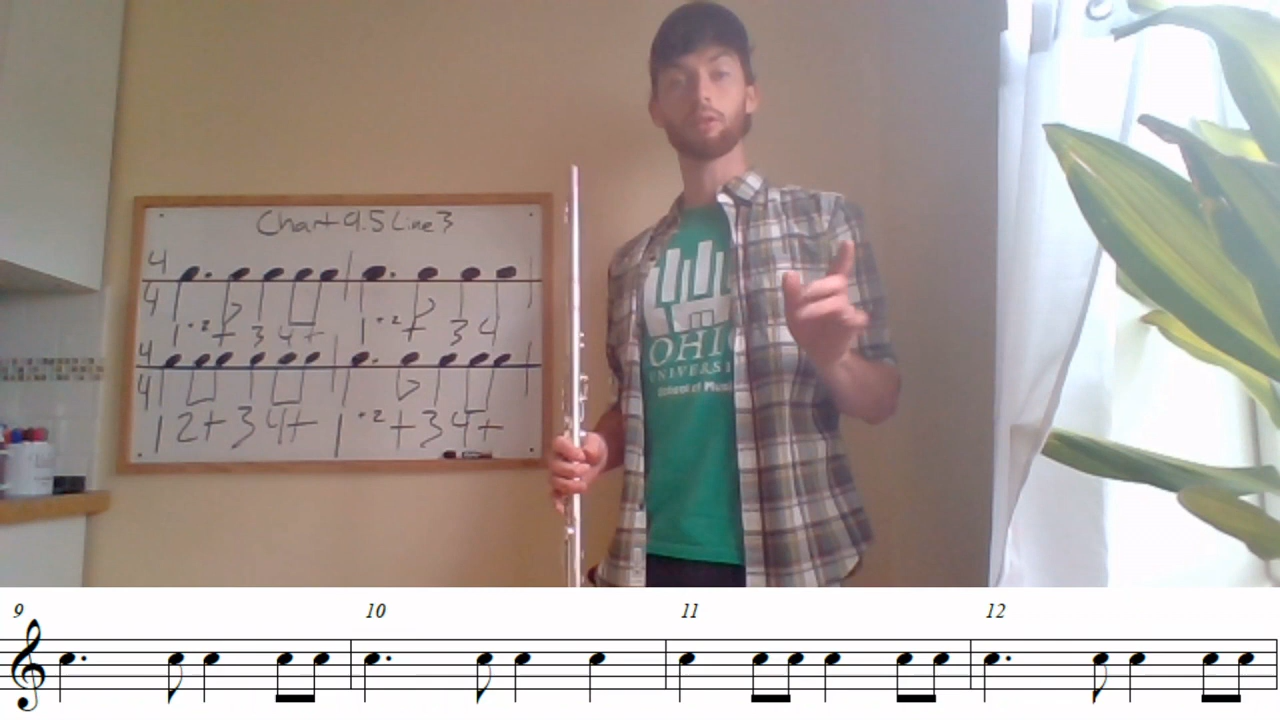 Chart 9.5 Line 3
4
4
1 • 2 + 3 4 + 1 • 2 + 3 4
4
4
1 2 + 3 4 + 1 • 2 + 3 4 +
OHIO
UNIVERSITY
School of Music
9 10 11 12